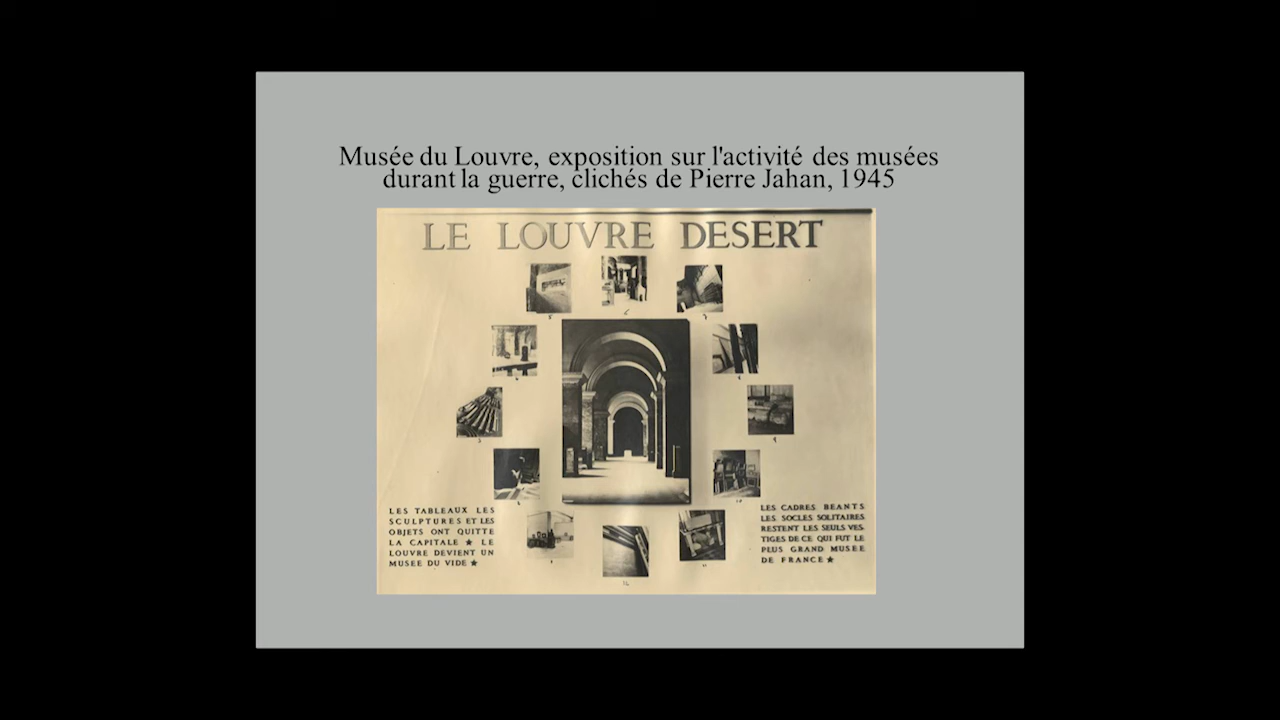 Musée du Louvre, exposition sur l'activité des musées
durant la guerre, clichés de Pierre Jahan, 1945
LE LOUVRE DESERT
LES TABLEAUX LES
SCULPTURES ET LES
OBJETS ONT QUITTE
LA CAPITALE ★ LE
LOUVRE DEVIENT UN
MUSEE DU VIDE ★
LES CADRES BEANTS
LES SOCLES SOLITAIRES
RESTENT LES SEULS VES-
TIGES DE CE QUI FUT LE
PLUS GRAND MUSEE
DE FRANCE ★